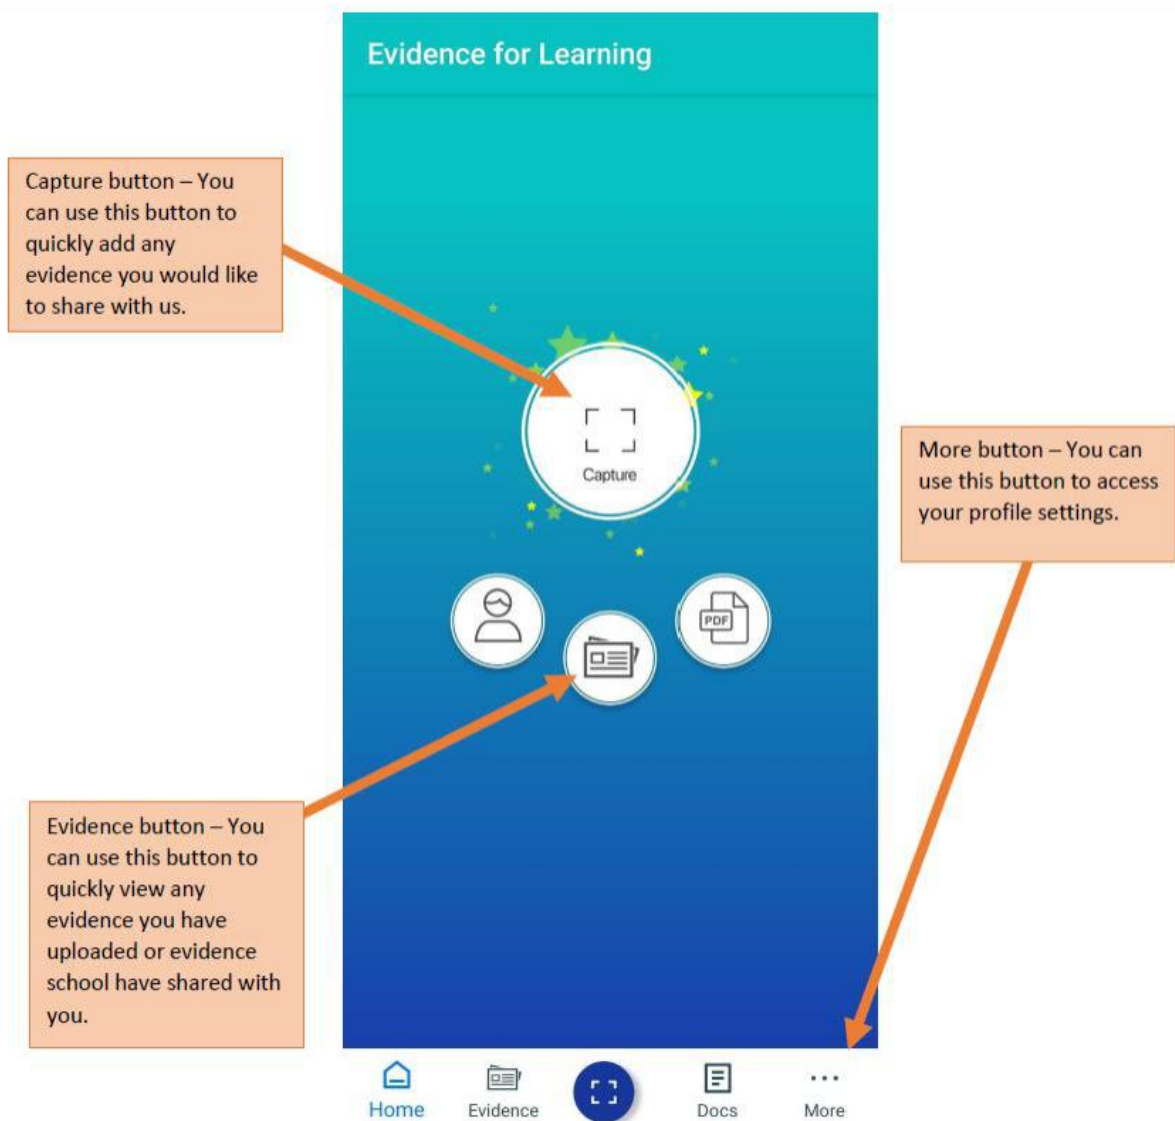 Evidence for Learning
Capture button – You
can use this button to
quickly add any
evidence you would like
to share with us.
Capture
More button – You can
use this button to access
your profile settings.
PDF
Evidence button – You
can use this button to
quickly view any
evidence you have
uploaded or evidence
school have shared with
you.
Home
Evidence
Docs
More